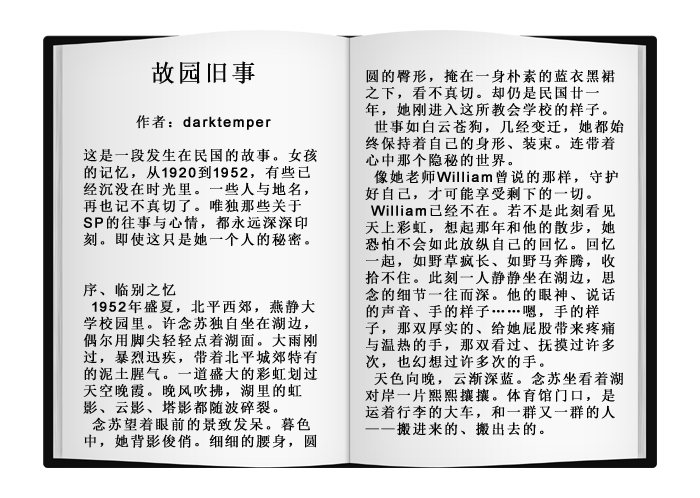 故园旧事
作者：darktemper
这是一段发生在民国的故事。女孩
的记忆，从1920到1952，有些已
经沉没在时光里。一些人与地名，
再也记不真切了。唯独那些关于
SP的往事与心情，都永远深深印
刻。即使这只是她一个人的秘密。
序、临别之忆
1952年盛夏，北平西郊，燕静大
学校园里。许念苏独自坐在湖边，
偶尔用脚尖轻轻点着湖面。大雨刚
过，暴烈迅疾，带着北平城郊特有
的泥土腥气。一道盛大的彩虹划过
天空晚霞。晚风吹拂，湖里的虹
影、云影、塔影都随波碎裂。
念苏望着眼前的景致发呆。暮色
中，她背影俊俏。细细的腰身，圆
圆的臀形，掩在一身朴素的蓝衣黑裙
之下，看不真切。却仍是民国廿一
年，她刚进入这所教会学校的样子。
世事如白云苍狗，几经变迁，她都始
终保持着自己的身形、装束。连带着
心中那个隐秘的世界。
像她老师William曾说的那样，守护
好自己，才可能享受剩下的一切。
William已经不在。若不是此刻看见
天上彩虹，想起那年和他的散步，她
恐怕不会如此放纵自己的回忆。回忆
一起，如野草疯长、如野马奔腾，收
拾不住。此刻一人静静坐在湖边，思
念的细节一往而深。他的眼神、说话
的声音、手的样子……嗯，手的样
子，那双厚实的、给她屁股带来疼痛
与温热的手，那双看过、抚摸过许多
次，也幻想过许多次的手。
天色向晚，云渐深蓝。念苏坐看着湖
对岸一片熙熙攘攘。体育馆门口，是
运着行李的大车，和一群又一群的人
——搬进来的、搬出去的。